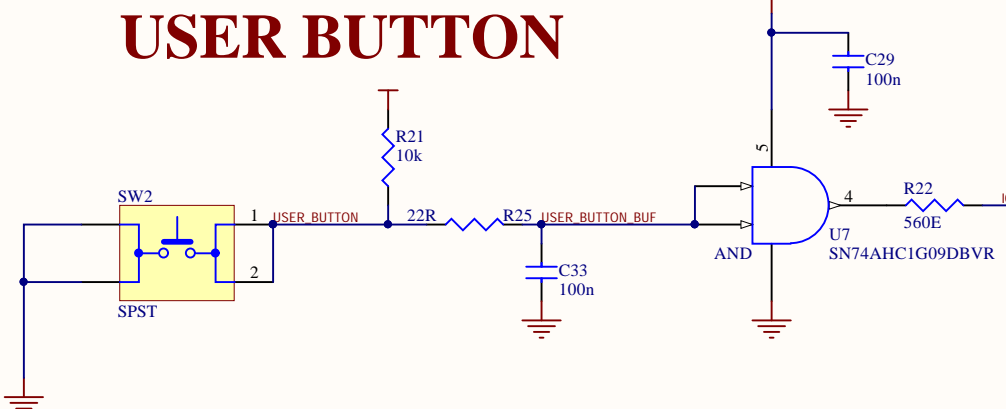 USER BUTTON
C29
100n
R21
10k
5
SW2
1
USER_BUTTON
22R
R25
USER_BUTTON_BUF
4
R22
560E
2
C33
100n
AND
U7
SN74AHC1G09DBVR
SPST